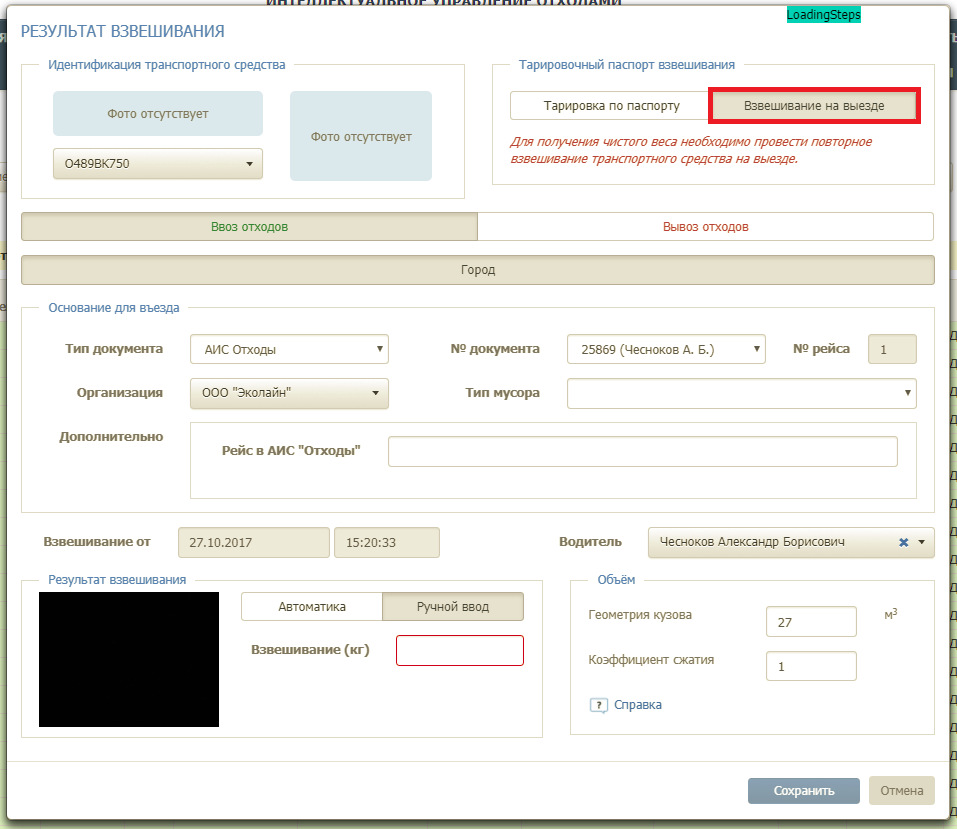 ИНТЕЛЛЕКТУАЛЬНОЕ УПРАВЛЕНИЕ ОТХОДАМИ
LoadingSteps
РЕЗУЛЬТАТ ВЗВЕШИВАНИЯ
Идентификация транспортного средства
Фото отсутствует
Фото отсутствует
О489ВК750
Тарировочный паспорт взвешивания
Тарировка по паспорту
Взвешивание на выезде
Для получения чистого веса необходимо провести повторное
взвешивание транспортного средства на выезде.
Ввоз отходов
Вывоз отходов
Город
Основание для въезда
Тип документа
АИС Отходы
№ документа
25869 (Чесноков А. Б.)
№ рейса
1
Организация
ООО "Эколайн"
Тип мусора
Дополнительно
Рейс в АИС "Отходы"
Взвешивание от
27.10.2017
15:20:33
Водитель
Чесноков Александр Борисович
Результат взвешивания
Автоматика
Ручной ввод
Взвешивание (кг)
Объём
Геометрия кузова
27
м³
Коэффициент сжатия
1
? Справка
Сохранить
Отмена